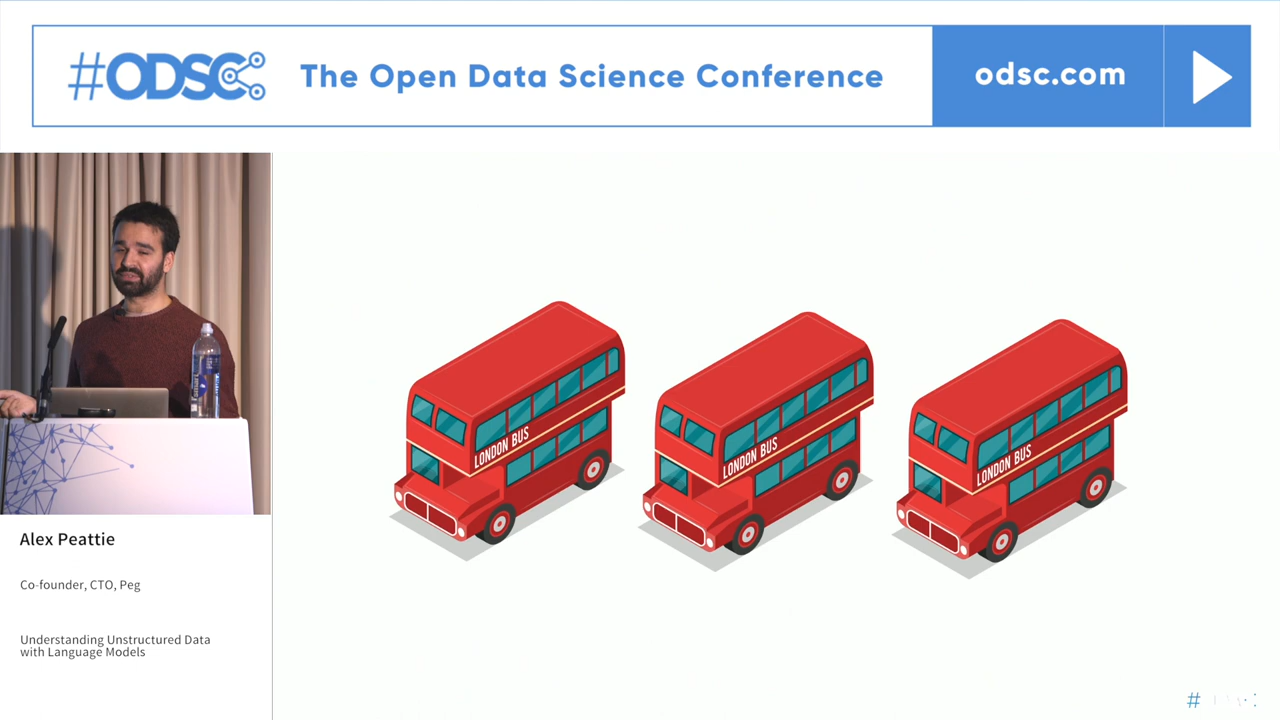 #ODSC
The Open Data Science Conference
odsc.com
LONDON BUS
LONDON BUS
LONDON BUS
Alex Peattie
Co-founder, CTO, Peg
Understanding Unstructured Data
with Language Models
#